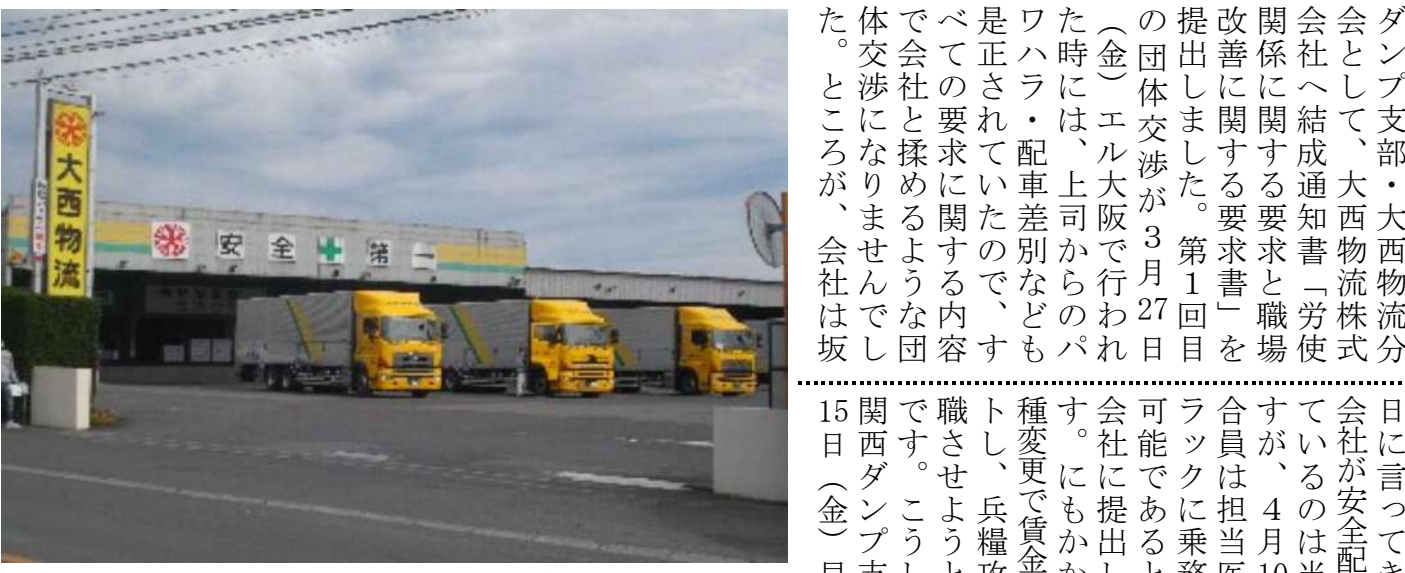 ダンプ支部・大西物流分
会として、大西物流株式
会社へ結成通知書「労使
関係に関する要求と職場
改善に関する要求書」を
提出しました。第1回目
の団体交渉が3月27日
(金)エル大阪で行われ
た時には、上司からのパ
ワハラ・配車差別なども
是正されていたので、す
べての要求に関する内容
で会社と揉めるような団
体交渉になりませんでし
た。ところが、会社は坂
日に言ってき
会社が安全配
ているのは当
すが、4月10
合員は担当医
ラックに乗務
可能であると
会社に提出し
す。にもかか
種変更で賃金
トし、兵糧攻
職させようと
です。こうし
関西ダンプ支
15日(金)
大西物流
安全第一